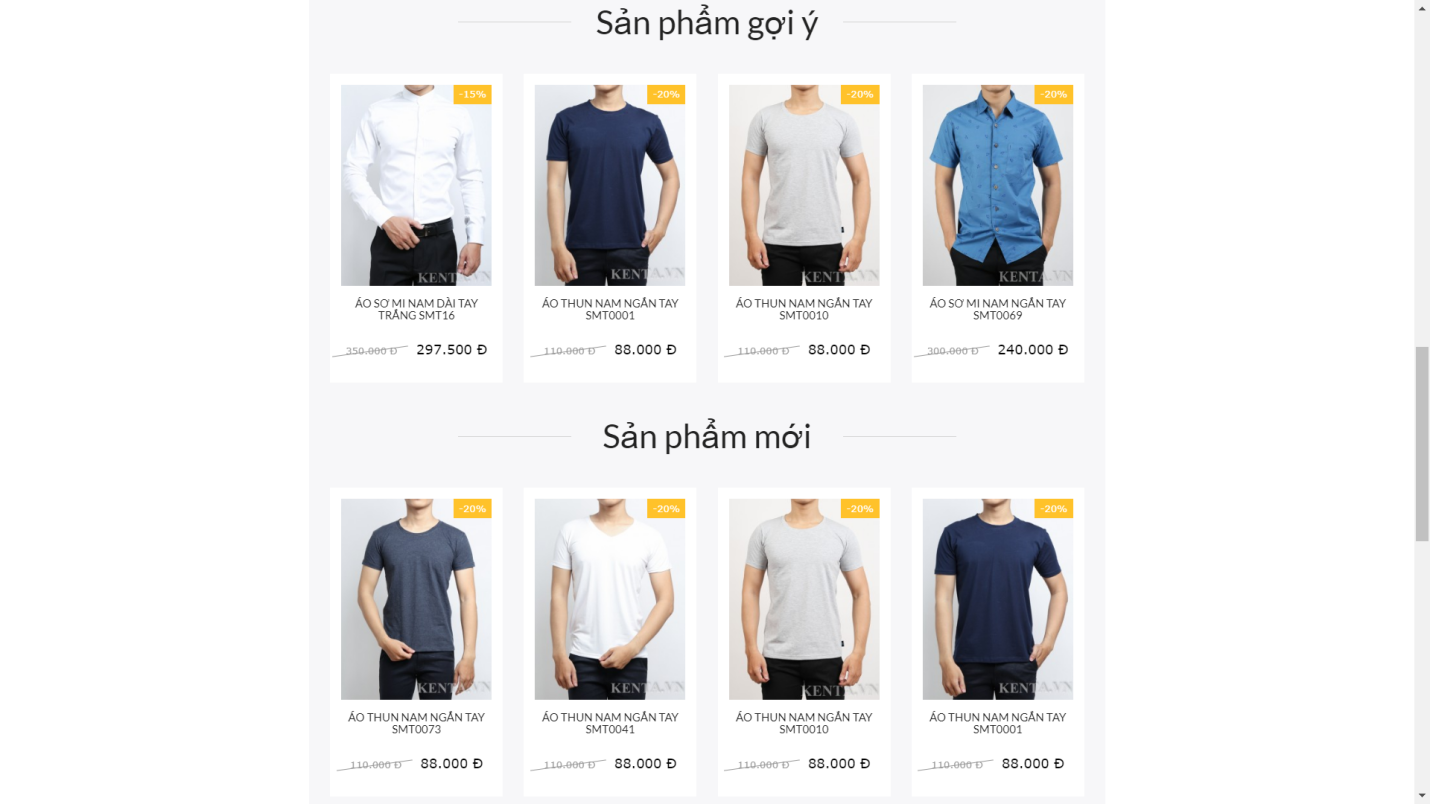 Sản phẩm gợi ý
-15%
-20%
-20%
-20%
KENTA.VN
KENTA.VN
KENTA.VN
KENTA.VN
ÁO SƠ MI NAM DÀI TAY
TRẮNG SMT16
350.000 Đ 297.500 Đ
ÁO THUN NAM NGẮN TAY
SMT0001
110.000 Đ 88.000 Đ
ÁO THUN NAM NGẮN TAY
SMT0010
110.000 Đ 88.000 Đ
ÁO SƠ MI NAM NGẮN TAY
SMT0069
300.000 Đ 240.000 Đ
Sản phẩm mới
-20%
-20%
-20%
-20%
KENTA.VN
KENTA.VN
KENTA.VN
KENTA.VN
ÁO THUN NAM NGẮN TAY
SMT0073
110.000 Đ 88.000 Đ
ÁO THUN NAM NGẮN TAY
SMT0041
110.000 Đ 88.000 Đ
ÁO THUN NAM NGẮN TAY
SMT0010
110.000 Đ 88.000 Đ
ÁO THUN NAM NGẮN TAY
SMT0001
110.000 Đ 88.000 Đ